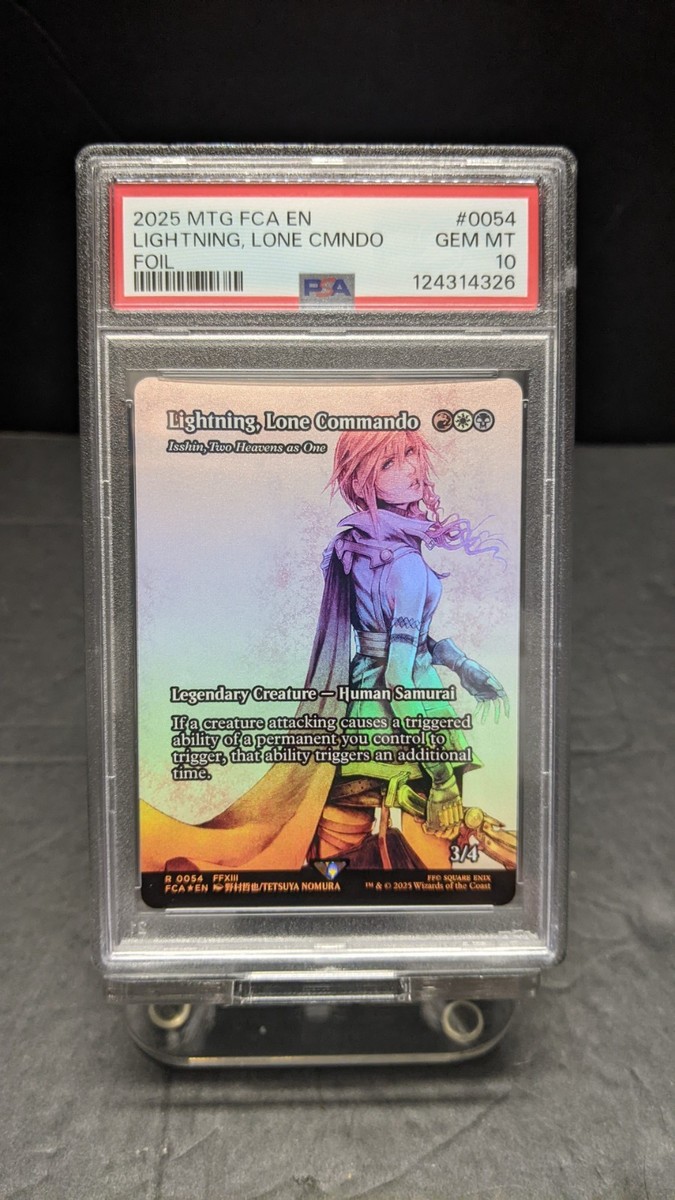 2025 MTG FCA EN #0054
LIGHTNING, LONE CMNDO GEM MT
FOIL 10
PSA 124314326
Lightning, Lone Commando
Isshin, Two Heavens as One
Legendary Creature — Human Samurai
If a creature attacking causes a triggered
ability of a permanent you control to
trigger, that ability triggers an additional
time.
3/4
R 0054 FFXIII FF© SQUARE ENIX
FCA★EN 野村哲也/TETSUYA NOMURA ™ & © 2025 Wizards of the Coast